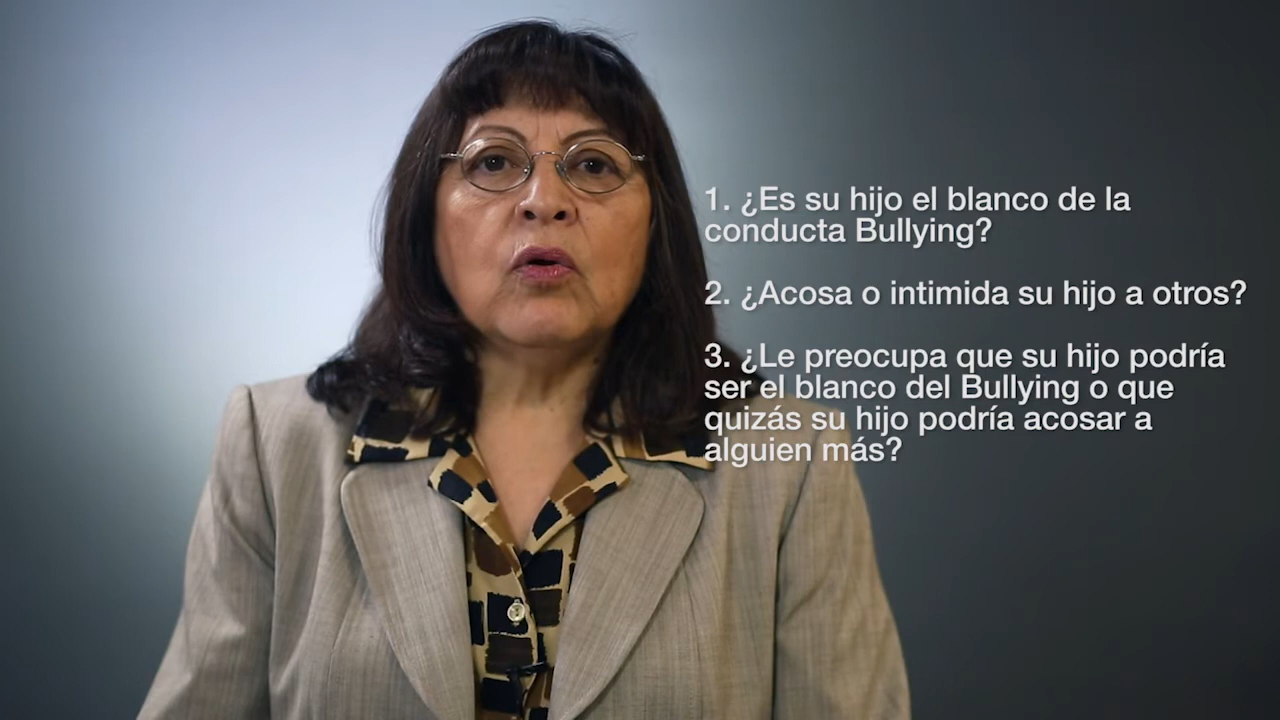 1. ¿Es su hijo el blanco de la
conducta Bullying?
2. ¿Acosa o intimida su hijo a otros?
3. ¿Le preocupa que su hijo podría
ser el blanco del Bullying o que
quizás su hijo podría acosar a
alguien más?